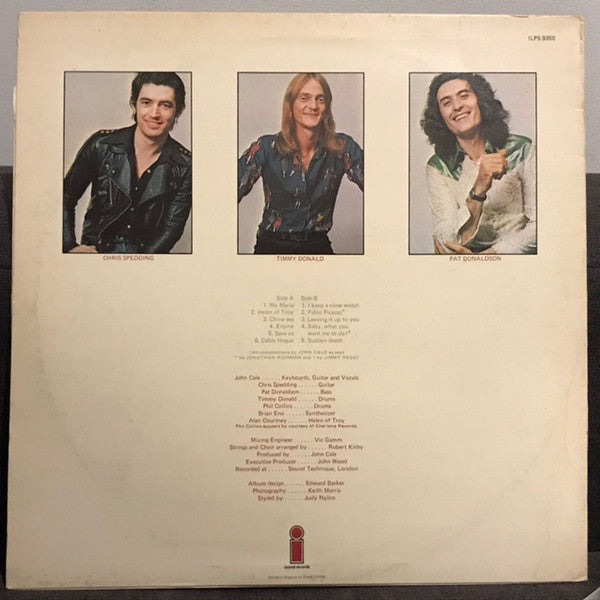 ILPS 9350
CHRIS SPEDDING
TIMMY DONALD
PAT DONALDSON
Side A
1. My Maria
2. Helen of Troy
3. China sea
4. Engine
5. Save us
6. Cable Hogue
Side B
1. I keep a close watch
2. Pablo Picasso*
3. Leaving it up to you
4. Baby, what you
want me to do?†
5. Sudden death
(All compositions by JOHN CALE except
* by JONATHAN RICHMAN and † by JIMMY REED)
John Cale . . . . . Keyboards, Guitar and Vocals
Chris Spedding . . . . . . Guitar
Pat Donaldson . . . . . . Bass
Timmy Donald . . . . . . Drums
Phil Collins . . . . . . Drums
Brian Eno . . . . . . Synthesizer
Alan Courtney . . . . . . Helen of Troy
Phil Collins appears by courtesy of Charisma Records.
Mixing Engineer . . . . . . Vic Gamm
Strings and Choir arranged by . . . . . . Robert Kirby
Produced by . . . . . . John Cale
Executive Producer . . . . . . John Wood
Recorded at . . . . . . Sound Technique, London
Album design . . . . . . Edward Barker
Photography . . . . . . Keith Morris
Styled by . . . . . . Judy Nylon
i
island records
Printed in England by